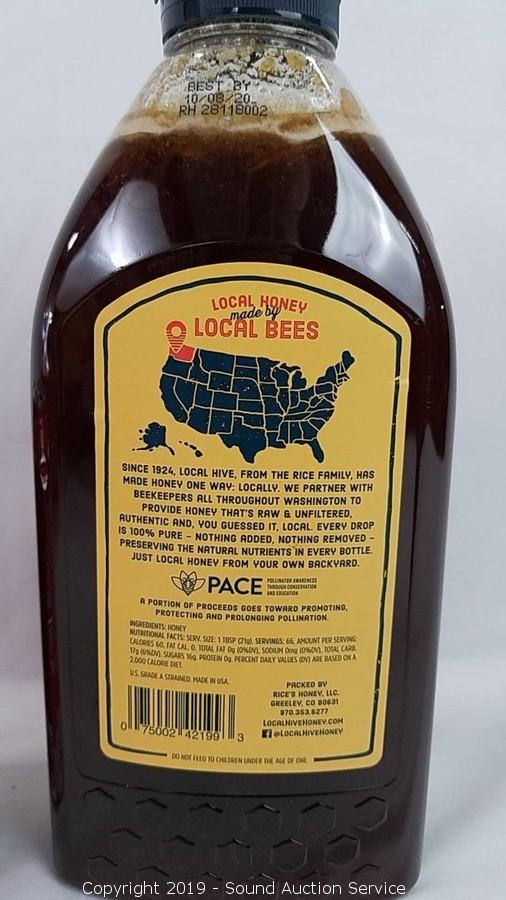 BEST BY
10/08/20
RH 28118002
LOCAL HONEY
made by
LOCAL BEES
SINCE 1924, LOCAL HIVE, FROM THE RICE FAMILY, HAS
MADE HONEY ONE WAY: LOCALLY. WE PARTNER WITH
BEEKEEPERS ALL THROUGHOUT WASHINGTON TO
PROVIDE HONEY THAT'S RAW & UNFILTERED,
AUTHENTIC AND, YOU GUESSED IT, LOCAL. EVERY DROP
IS 100% PURE – NOTHING ADDED, NOTHING REMOVED –
PRESERVING THE NATURAL NUTRIENTS IN EVERY BOTTLE.
JUST LOCAL HONEY FROM YOUR OWN BACKYARD.
PACE
POLLINATOR AWARENESS
THROUGH CONSERVATION
AND EDUCATION
A PORTION OF PROCEEDS GOES TOWARD PROMOTING,
PROTECTING AND PROLONGING POLLINATION.
INGREDIENTS: HONEY
NUTRITIONAL FACTS: SERV. SIZE: 1 TBSP (21g). SERVINGS: 66, AMOUNT PER SERVING:
CALORIES 60, FAT CAL. 0, TOTAL FAT 0g (0%DV), SODIUM 0mg (0%DV), TOTAL CARB.
17g (6%DV), SUGARS 16g, PROTEIN 0g. PERCENT DAILY VALUES (DV) ARE BASED ON A
2,000 CALORIE DIET.
U.S. GRADE A STRAINED. MADE IN USA.
PACKED BY
RICE'S HONEY, LLC.
GREELEY, CO 80631
970.353.6277
LOCALHIVEHONEY.COM
@LOCALHIVEHONEY
0 75002 42199 3
DO NOT FEED TO CHILDREN UNDER THE AGE OF ONE.
Copyright 2019 - Sound Auction Service